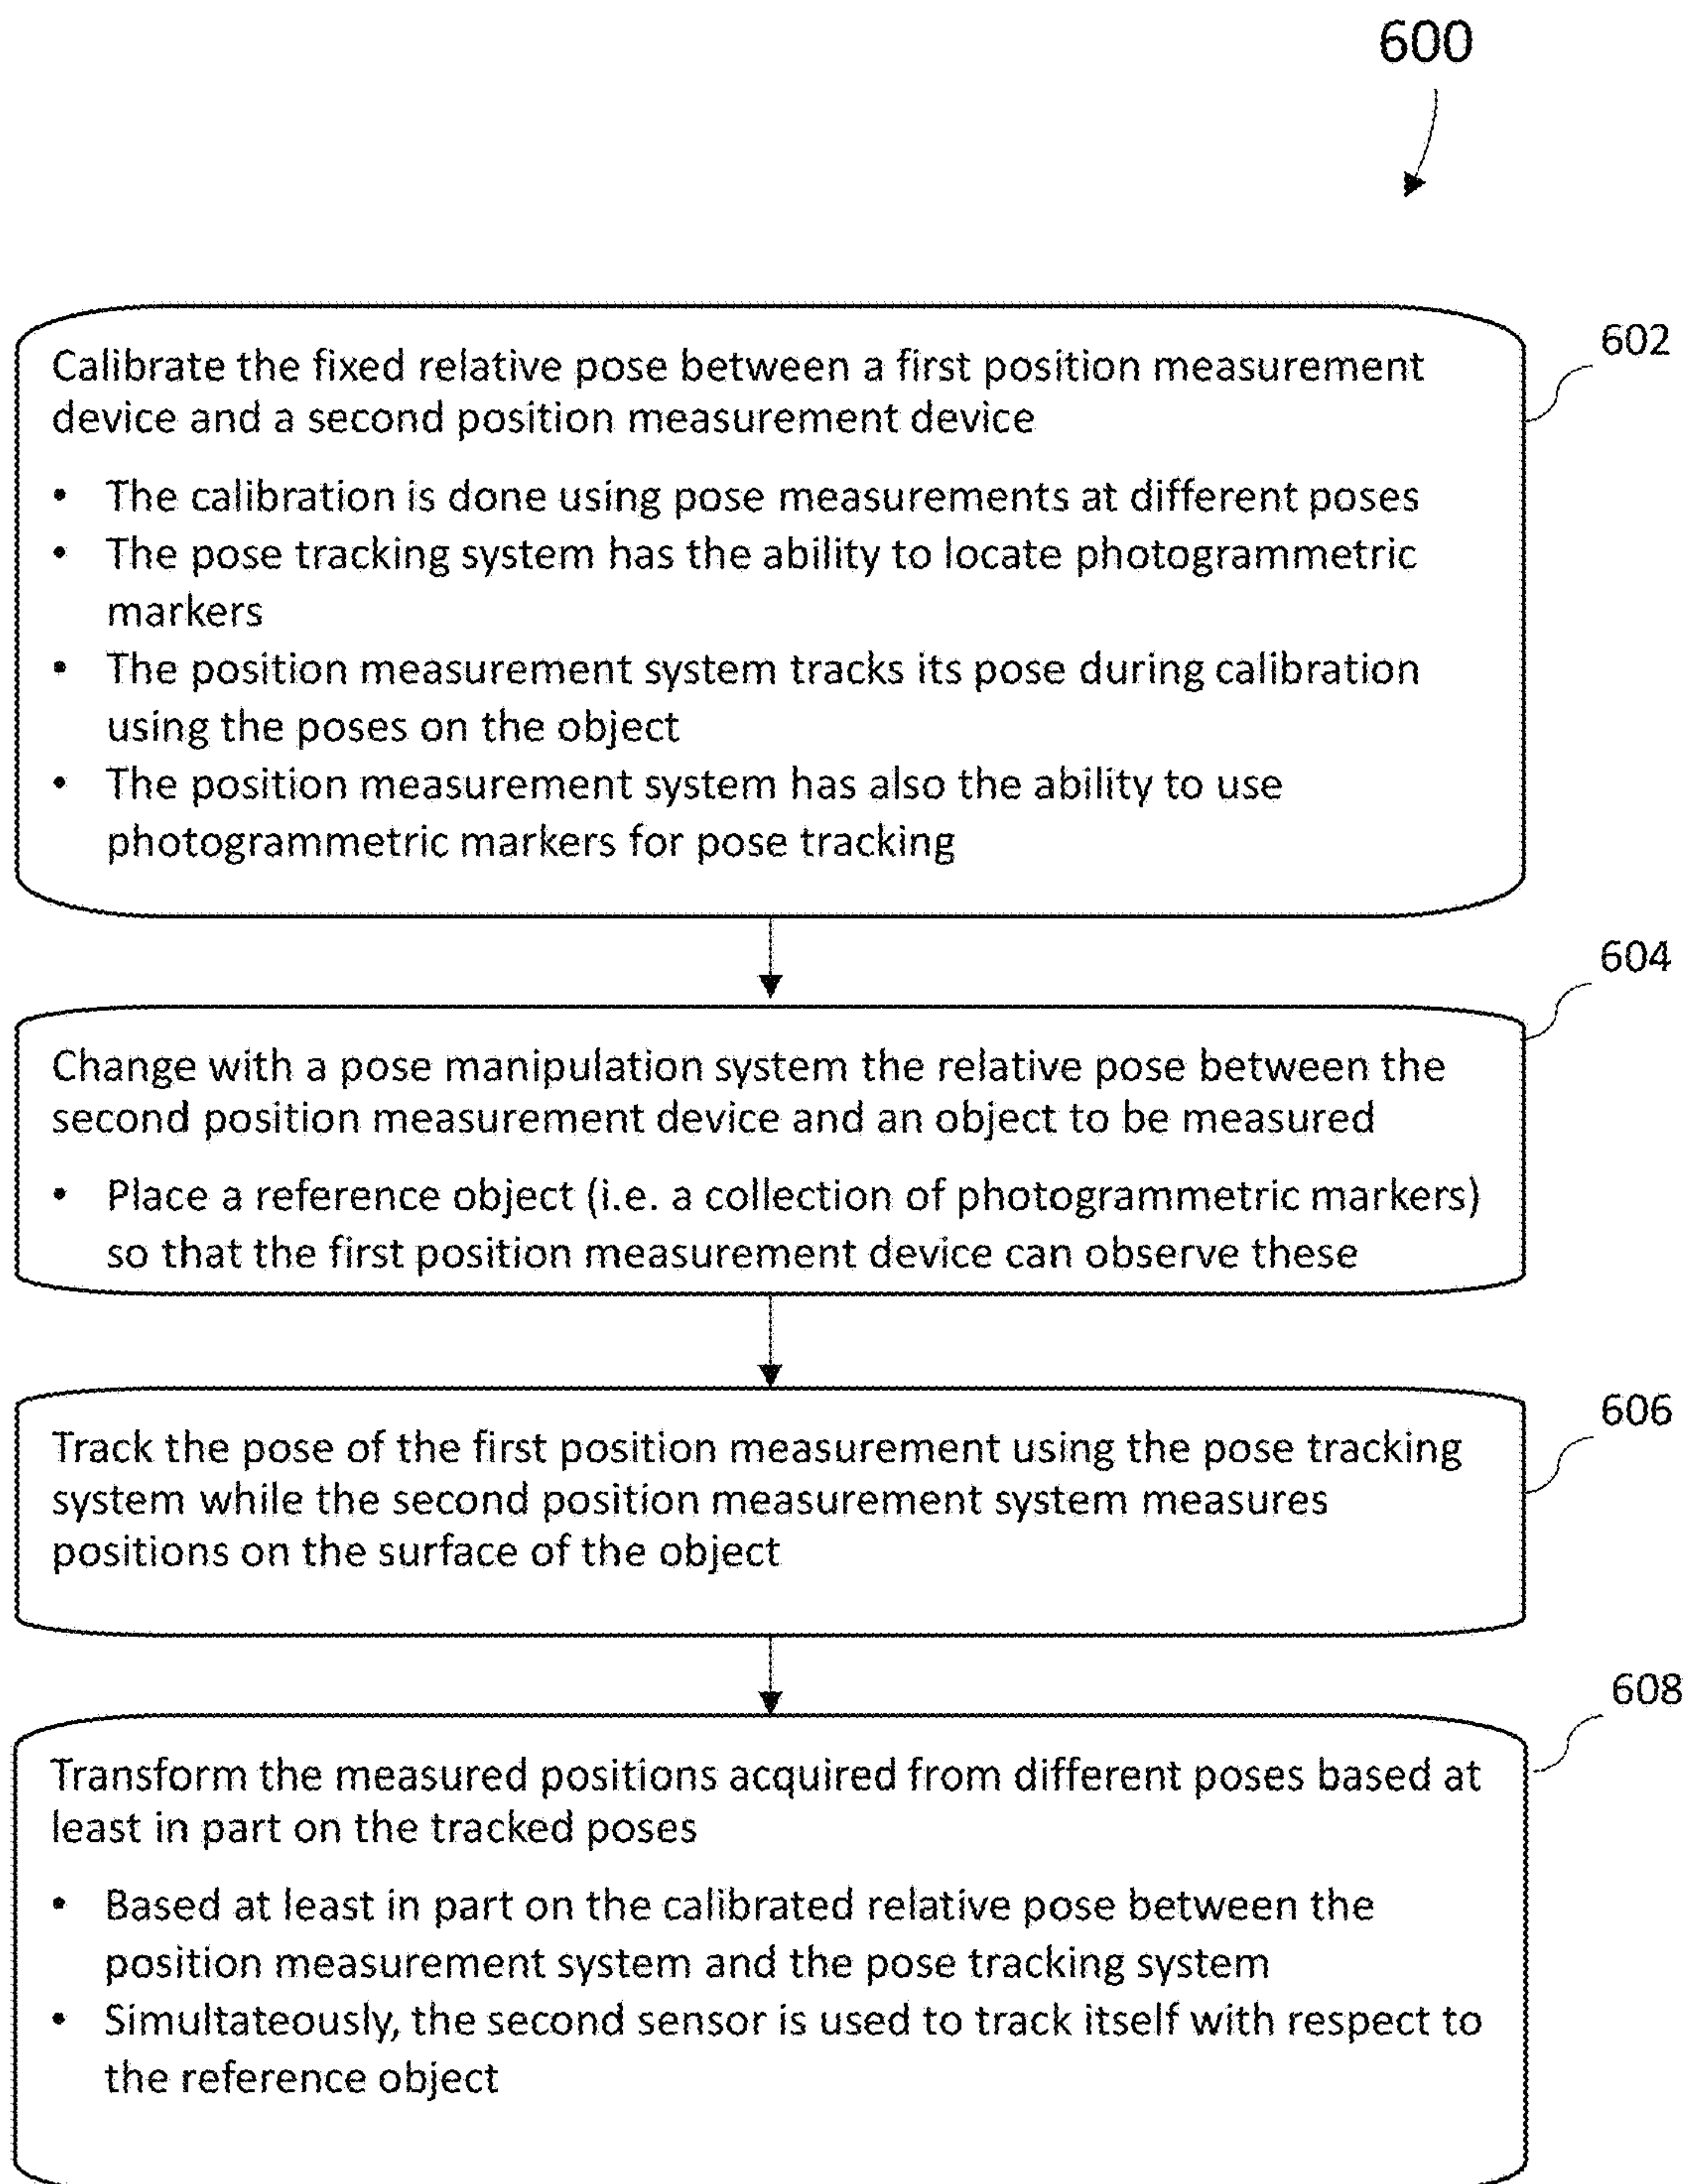 600
602
Calibrate the fixed relative pose between a first position measurement
device and a second position measurement device
• The calibration is done using pose measurements at different poses
• The pose tracking system has the ability to locate photogrammetric
markers
• The position measurement system tracks its pose during calibration
using the poses on the object
• The position measurement system has also the ability to use
photogrammetric markers for pose tracking
604
Change with a pose manipulation system the relative pose between the
second position measurement device and an object to be measured
• Place a reference object (i.e. a collection of photogrammetric markers)
so that the first position measurement device can observe these
606
Track the pose of the first position measurement using the pose tracking
system while the second position measurement system measures
positions on the surface of the object
608
Transform the measured positions acquired from different poses based at
least in part on the tracked poses
• Based at least in part on the calibrated relative pose between the
position measurement system and the pose tracking system
• Simultateously, the second sensor is used to track itself with respect to
the reference object